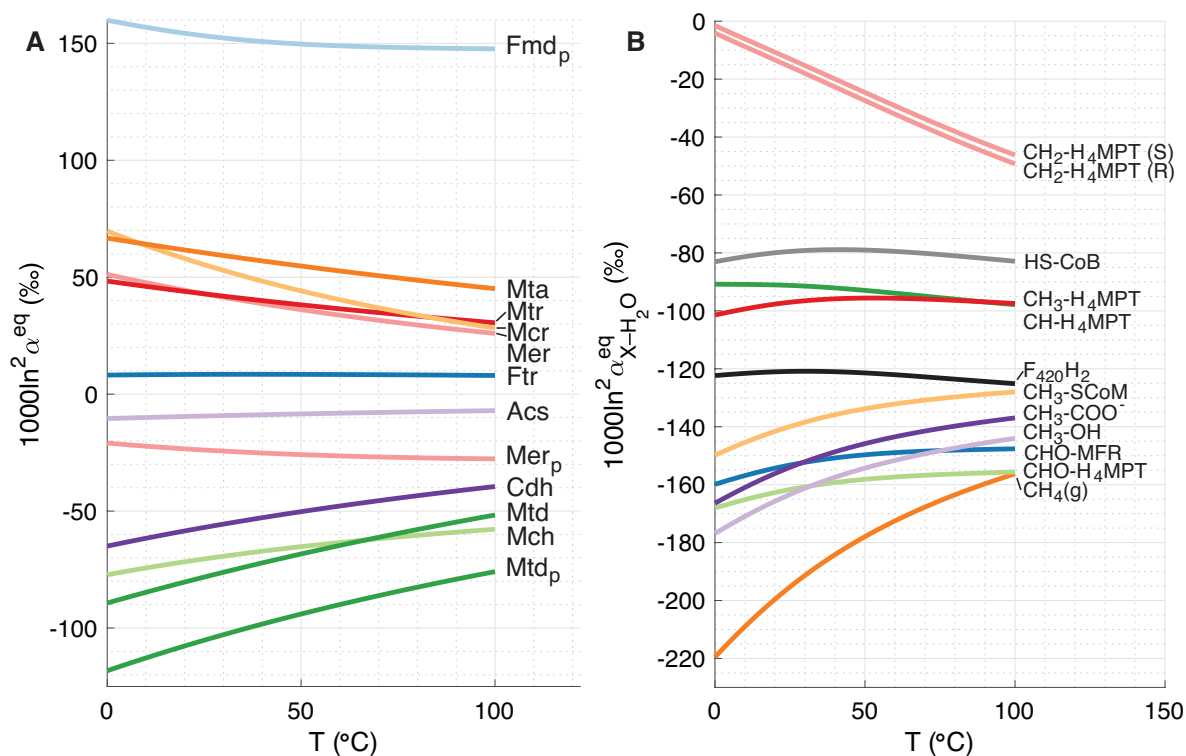 A
150
100
50
0
-50
-100
1000ln²α^eq (‰)
Fmd_p
Mta
Mtr
Mcr
Mer
Ftr
Acs
Mer_p
Cdh
Mtd
Mch
Mtd_p
0
50
100
T (°C)
B
0
-20
-40
-60
-80
-100
-120
-140
-160
-180
-200
-220
1000ln²α^eq_X–H₂O (‰)
CH₂-H₄MPT (S)
CH₂-H₄MPT (R)
HS-CoB
CH₃-H₄MPT
CH-H₄MPT
F₄₂₀H₂
CH₃-SCoM
CH₃-COO⁻
CH₃-OH
CHO-MFR
CHO-H₄MPT
CH₄(g)
0
50
100
150
T (°C)